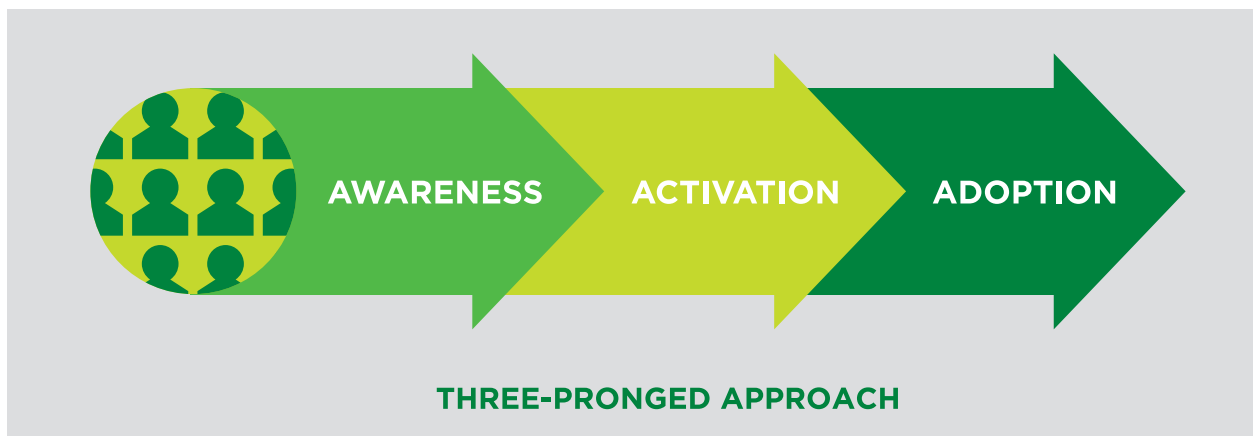 AWARENESS ACTIVATION ADOPTION
THREE-PRONGED APPROACH